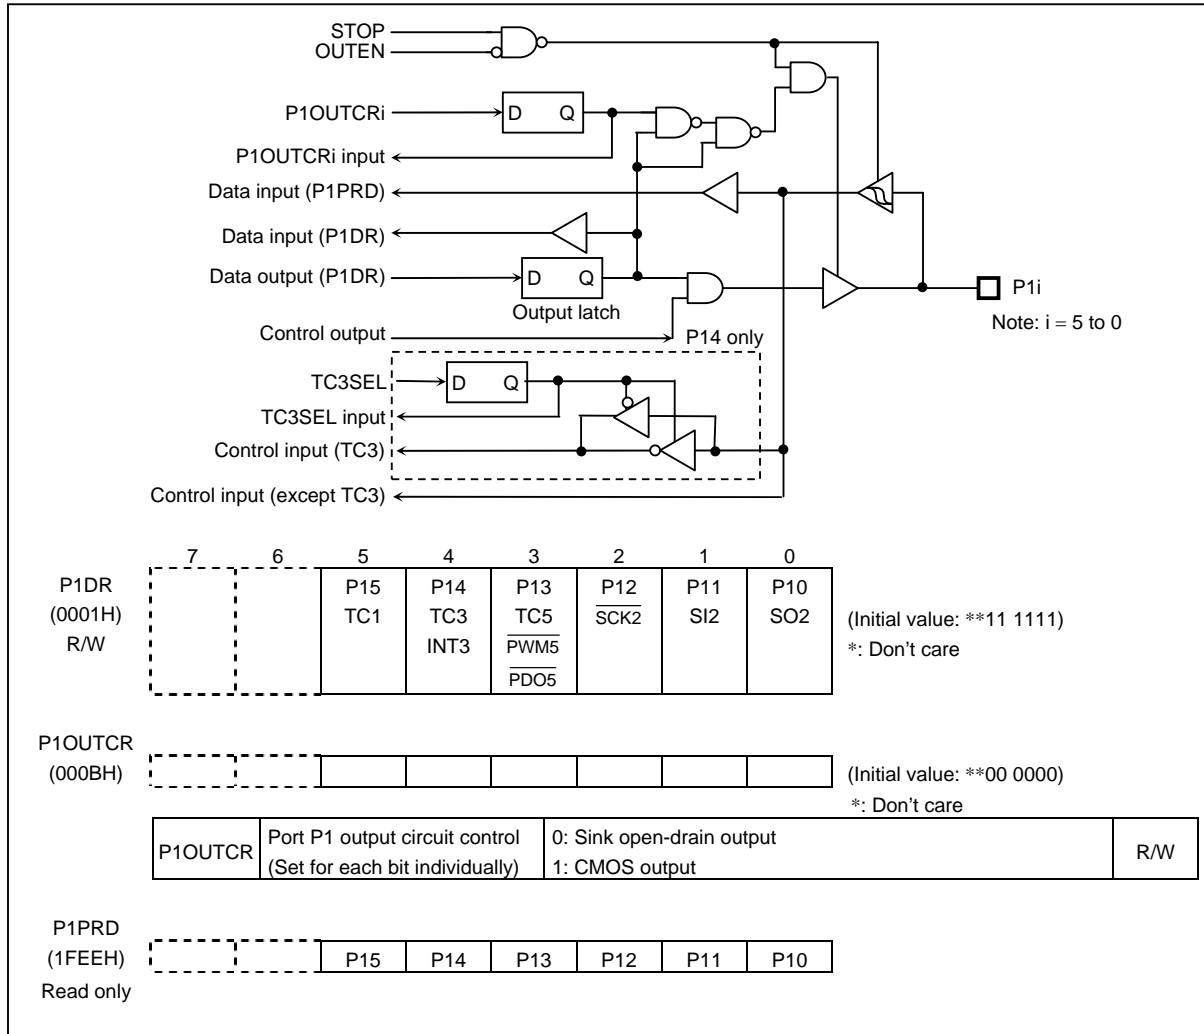 STOP
OUTEN
P1OUTCRi
D Q
P1OUTCRi input
Data input (P1PRD)
Data input (P1DR)
Data output (P1DR)
D Q
P1i
Output latch
Note: i = 5 to 0
Control output
P14 only
TC3SEL
D Q
TC3SEL input
Control input (TC3)
Control input (except TC3)
7 6 5 4 3 2 1 0
P1DR
(0001H)
R/W
P15
TC1
P14
TC3
INT3
P13
TC5
PWM5
PDO5
P12
SCK2
P11
SI2
P10
SO2
(Initial value: **11 1111)
*: Don't care
P1OUTCR
(000BH)
(Initial value: **00 0000)
*: Don't care
P1OUTCR
Port P1 output circuit control
(Set for each bit individually)
0: Sink open-drain output
1: CMOS output
R/W
P1PRD
(1FEEH)
Read only
P15 P14 P13 P12 P11 P10